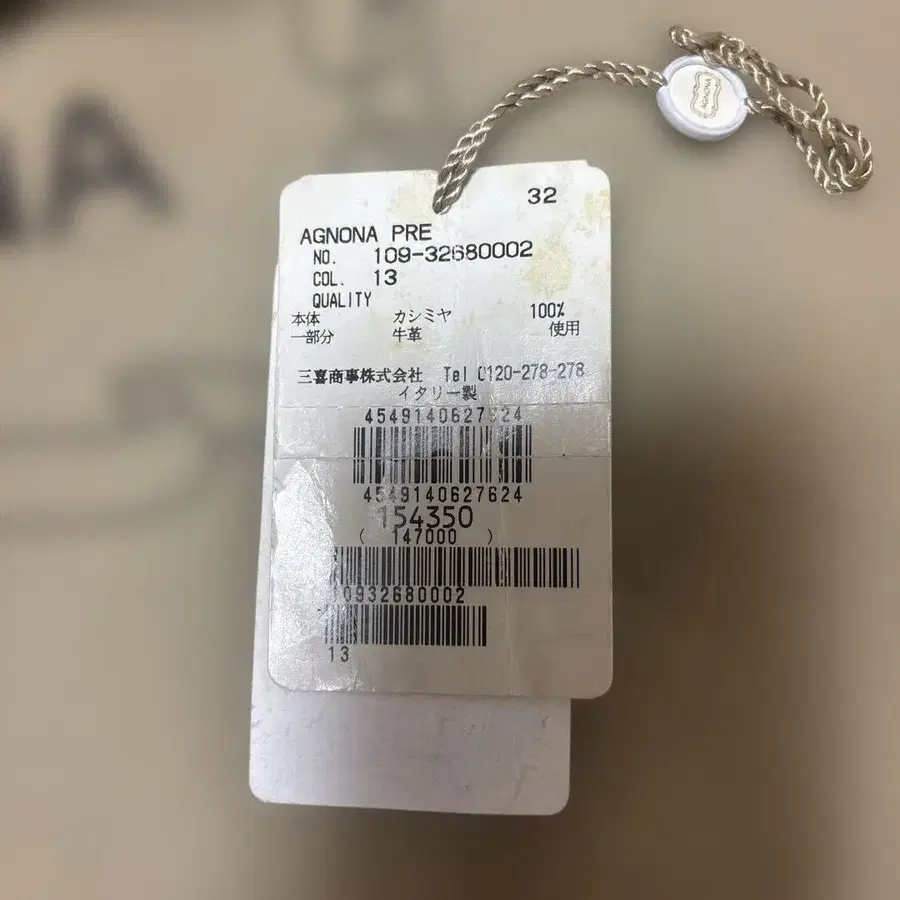 NA
AGNONA
32
AGNONA PRE
NO. 109-32680002
COL. 13
QUALITY
本体 カシミヤ 100%
一部分 牛革 使用
三喜商事株式会社 Tel 0120-278-278
イタリー製
4549140627624
4549140627624
154350
( 147000 )
10932680002
13